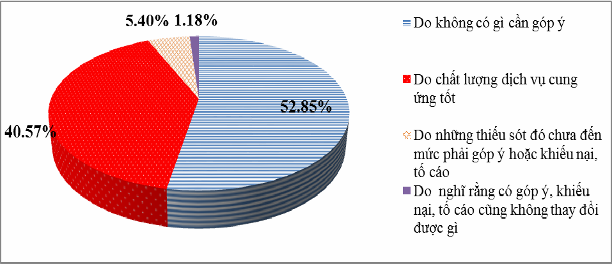 5.40%
1.18%
52.85%
40.57%
Do không có gì cần góp ý
Do chất lượng dịch vụ cung
ứng tốt
Do những thiếu sót đó chưa đến
mức phải góp ý hoặc khiếu nại,
tố cáo
Do nghĩ rằng có góp ý, khiếu
nại, tố cáo cũng không thay đổi
được gì